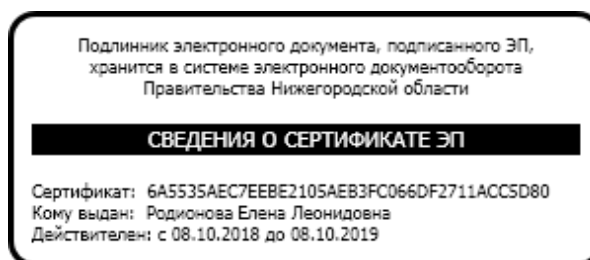 Подлинник электронного документа, подписанного ЭП,
хранится в системе электронного документооборота
Правительства Нижегородской области
СВЕДЕНИЯ О СЕРТИФИКАТЕ ЭП
Сертификат: 6A5535AEC7EEBE2105AEB3FC066DF2711ACC5D80
Кому выдан: Родионова Елена Леонидовна
Действителен: с 08.10.2018 до 08.10.2019